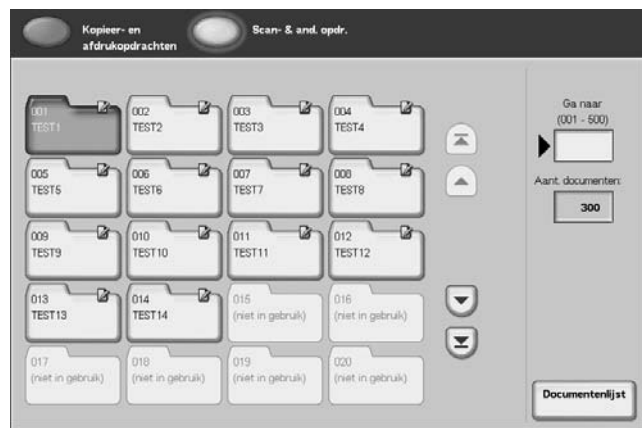 Kopieer- en
afdrukopdrachten
Scan- & and. opdr.
001
TEST1
002
TEST2
003
TEST3
004
TEST4
005
TEST5
006
TEST6
007
TEST7
008
TEST8
009
TEST9
010
TEST10
011
TEST11
012
TEST12
013
TEST13
014
TEST14
015
(niet in gebruik)
016
(niet in gebruik)
017
(niet in gebruik)
018
(niet in gebruik)
019
(niet in gebruik)
020
(niet in gebruik)
Ga naar
(001 - 500)
Aant. documenten:
300
Documentenlijst